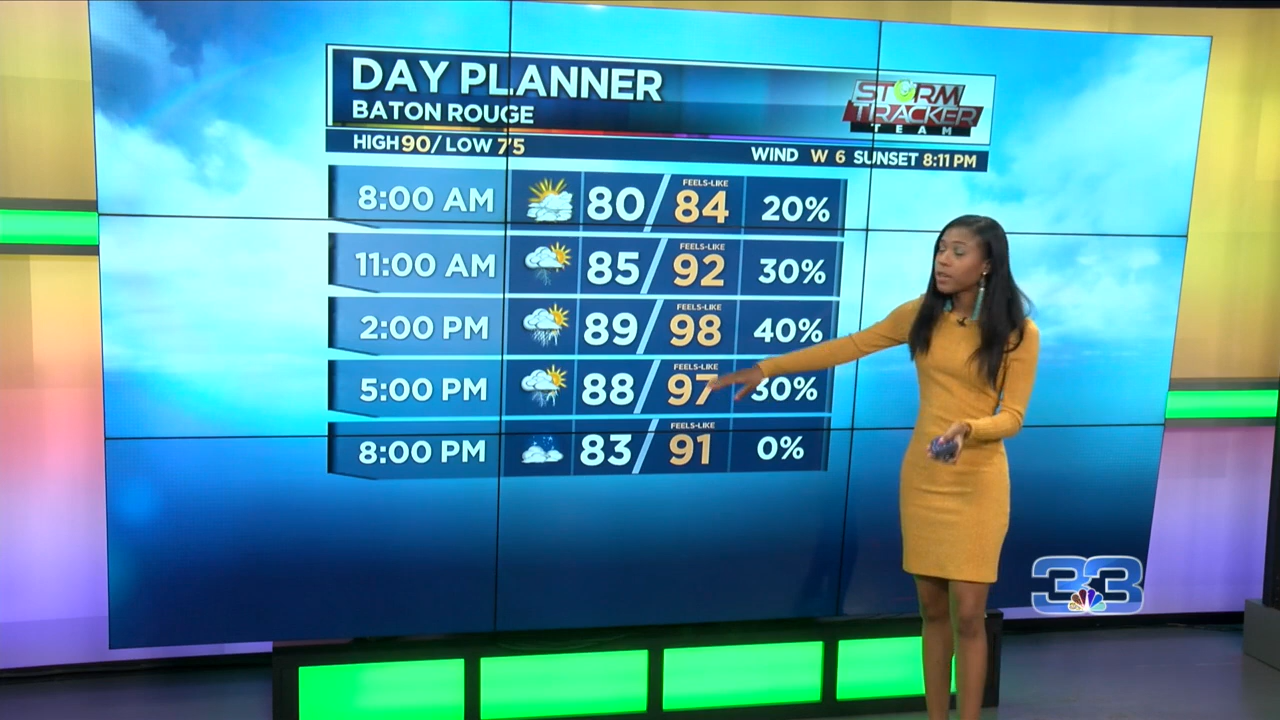 DAY PLANNER
BATON ROUGE
STORM
TRACKER
TEAM
HIGH 90 / LOW 75
WIND W 6 SUNSET 8:11 PM
8:00 AM 80 / FEELS-LIKE 84 20%
11:00 AM 85 / FEELS-LIKE 92 30%
2:00 PM 89 / FEELS-LIKE 98 40%
5:00 PM 88 / FEELS-LIKE 97 30%
8:00 PM 83 / FEELS-LIKE 91 0%
33